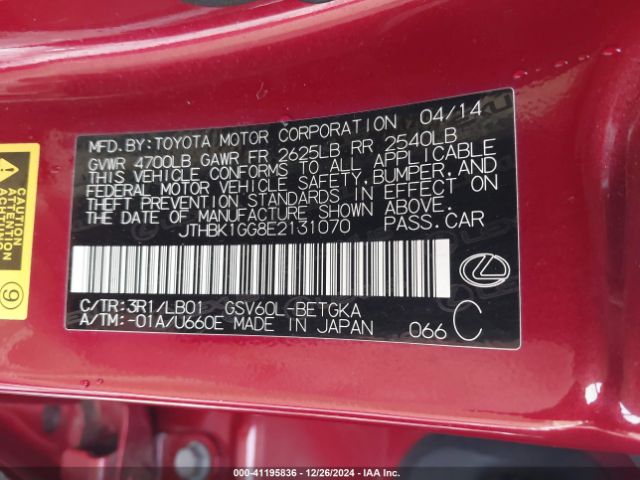 MFD.BY:TOYOTA MOTOR CORPORATION 04/14
GVWR 4700LB GAWR FR 2625LB RR 2540LB
THIS VEHICLE CONFORMS TO ALL APPLICABLE
FEDERAL MOTOR VEHICLE SAFETY,BUMPER,AND
THEFT PREVENTION STANDARDS IN EFFECT ON
THE DATE OF MANUFACTURE SHOWN ABOVE.
JTHBK1GG8E2131070 PASS.CAR
C/TR:3R1/LB01 GSV60L-BETGKA
A/TM:-01A/U660E MADE IN JAPAN 066 C
9
000-41195836 - 12/26/2024 - IAA Inc.